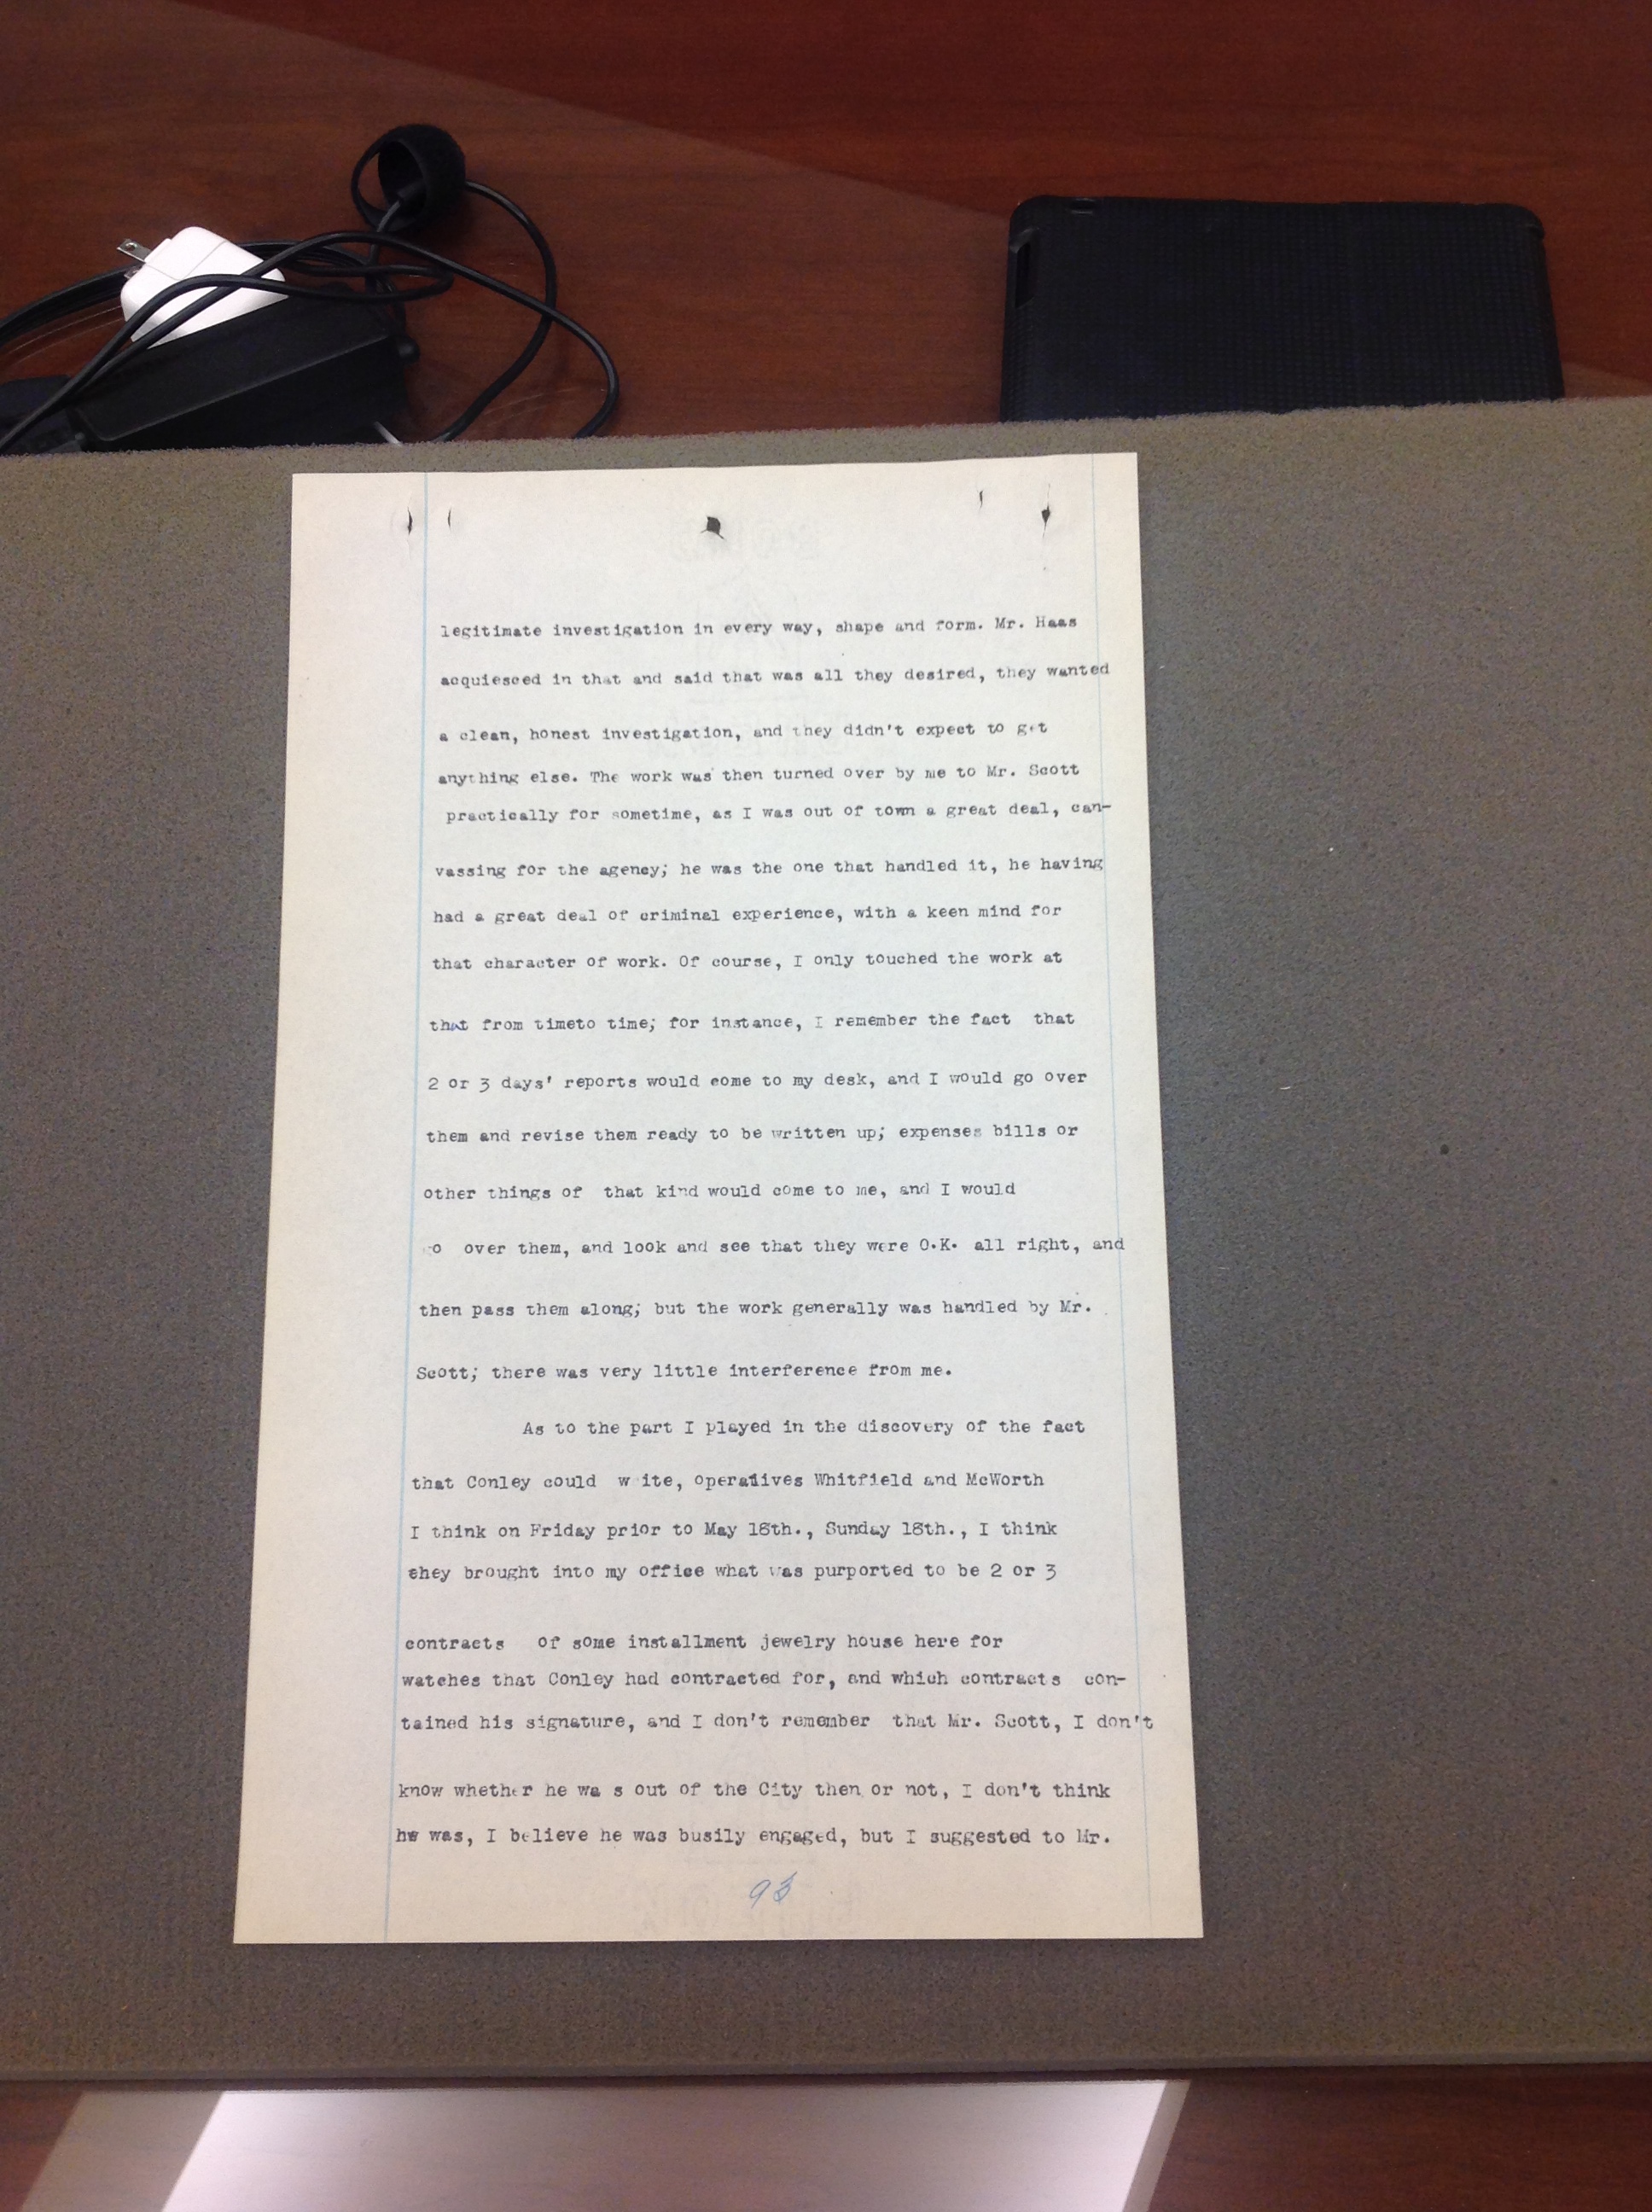 legitimate investigation in every way, shape and form. Mr. Haas
acquiesced in that and said that was all they desired, they wanted
a clean, honest investigation, and they didn't expect to get
anything else. The work was then turned over by me to Mr. Scott
practically for sometime, as I was out of town a great deal, can-
vassing for the agency; he was the one that handled it, he having
had a great deal of criminal experience, with a keen mind for
that character of work. Of course, I only touched the work at
that from timeto time; for instance, I remember the fact that
2 or 3 days' reports would come to my desk, and I would go over
them and revise them ready to be written up; expenses bills or
other things of that kind would come to me, and I would
go over them, and look and see that they were O.K. all right, and
then pass them along; but the work generally was handled by Mr.
Scott; there was very little interference from me.
As to the part I played in the discovery of the fact
that Conley could w ite, operatives Whitfield and McWorth
I think on Friday prior to May 18th., Sunday 18th., I think
they brought into my office what was purported to be 2 or 3
contracts of some installment jewelry house here for
watches that Conley had contracted for, and which contracts con-
tained his signature, and I don't remember that Mr. Scott, I don't
know whether he wa s out of the City then or not, I don't think
he was, I believe he was busily engaged, but I suggested to Mr.
93